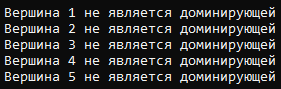 Вершина 1 не является доминирующей
Вершина 2 не является доминирующей
Вершина 3 не является доминирующей
Вершина 4 не является доминирующей
Вершина 5 не является доминирующей